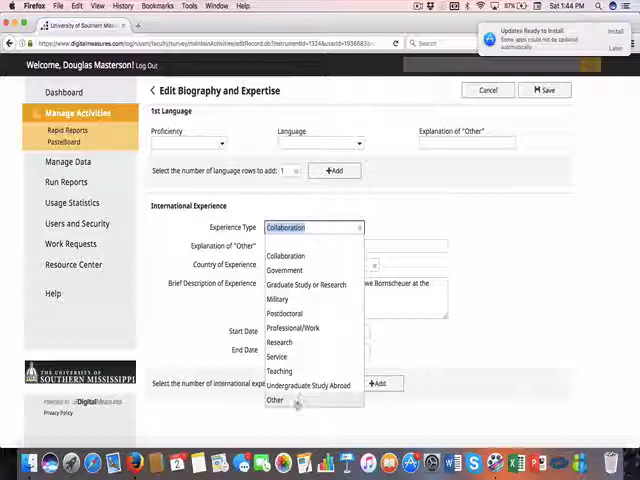 Firefox File Edit View History Bookmarks Tools Window Help 87% Sat 1:44 PM
University of Southern Mississip...
Updates Ready to Install
Some apps could not be updated automatically.
Install
Later
https://www.digitalmeasures.com/login/usm/faculty/survey/maintainActivities/editRecord.do?
Search
Welcome, Douglas Masterson! Log Out
Dashboard
Manage Activities
Rapid Reports
PasteBoard
Manage Data
Run Reports
Usage Statistics
Users and Security
Work Requests
Resource Center
Help
THE UNIVERSITY OF
SOUTHERN MISSISSIPPI
POWERED BY DigitalMeasures
Privacy Policy
Edit Biography and Expertise
Cancel
Save
1st Language
Proficiency
Language
Explanation of "Other"
Select the number of language rows to add: 1
+Add
International Experience
Experience Type
Collaboration
Explanation of "Other"
Country of Experience
Brief Description of Experience
we Bornscheuer at the
Start Date
End Date
Select the number of international expe
+Add
Collaboration
Government
Graduate Study or Research
Military
Postdoctoral
Professional/Work
Research
Service
Teaching
Undergraduate Study Abroad
Other